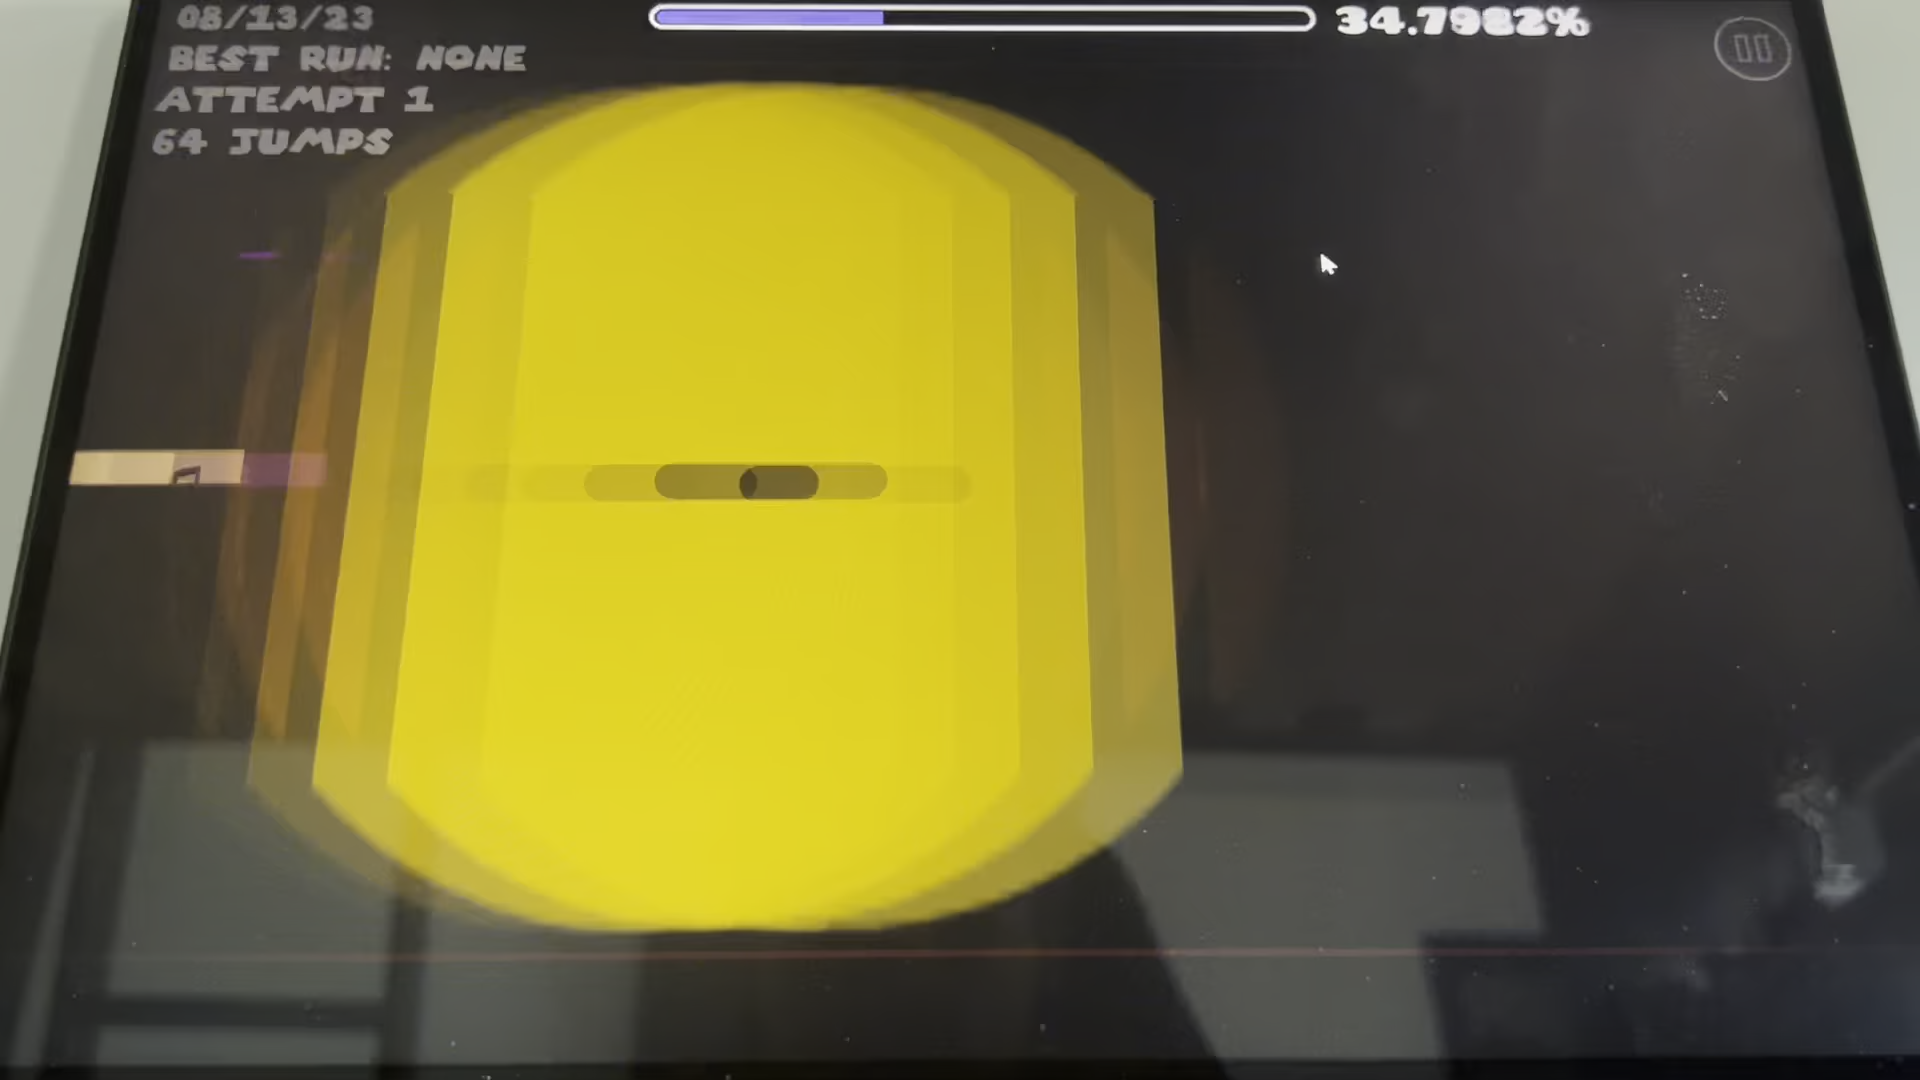 08/13/23
34.7982%
BEST RUN: NONE
ATTEMPT 1
64 JUMPS